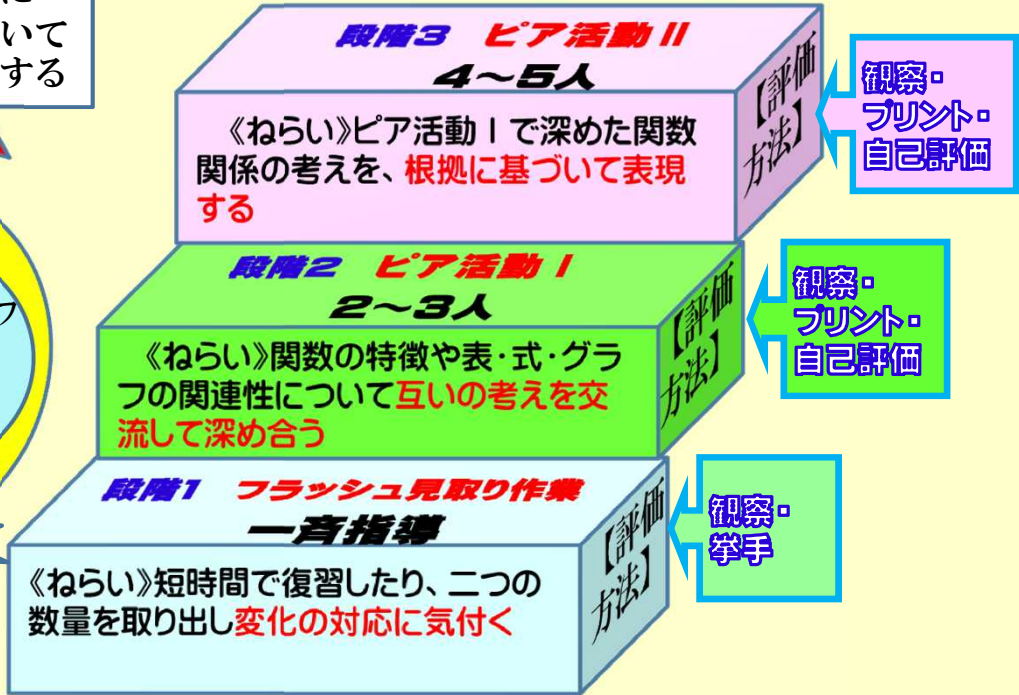 に
いて
する
フ
段階3 ピア活動Ⅱ
4~5人
《ねらい》ピア活動Ⅰで深めた関数
関係の考えを、根拠に基づいて表現
する
【評価
方法】
観察・
プリント・
自己評価
段階2 ピア活動Ⅰ
2~3人
《ねらい》関数の特徴や表・式・グラ
フの関連性について互いの考えを交
流して深め合う
【評価
方法】
観察・
プリント・
自己評価
段階1 フラッシュ見取り作業
一斉指導
《ねらい》短時間で復習したり、二つの
数量を取り出し変化の対応に気付く
【評価
方法】
観察・
挙手